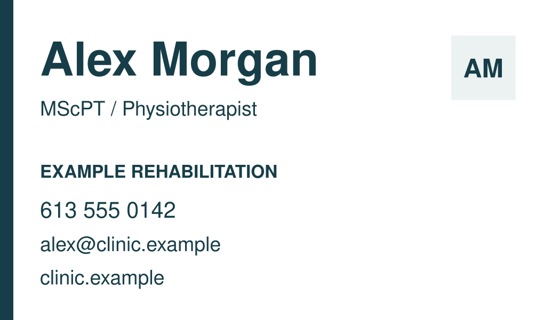 Alex Morgan
AM
MScPT / Physiotherapist
EXAMPLE REHABILITATION
613 555 0142
alex@clinic.example
clinic.example